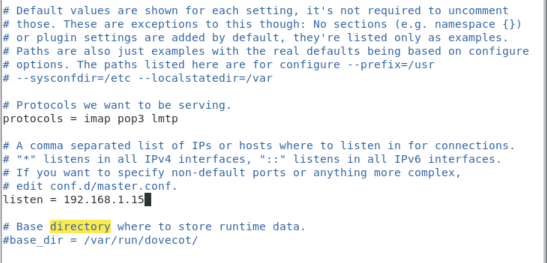 # Default values are shown for each setting, it's not required to uncomment
# those. These are exceptions to this though: No sections (e.g. namespace {})
# or plugin settings are added by default, they're listed only as examples.
# Paths are also just examples with the real defaults being based on configure
# options. The paths listed here are for configure --prefix=/usr
# --sysconfdir=/etc --localstatedir=/var
# Protocols we want to be serving.
protocols = imap pop3 lmtp
# A comma separated list of IPs or hosts where to listen in for connections.
# "*" listens in all IPv4 interfaces, "::" listens in all IPv6 interfaces.
# If you want to specify non-default ports or anything more complex,
# edit conf.d/master.conf.
listen = 192.168.1.15
# Base directory where to store runtime data.
#base_dir = /var/run/dovecot/